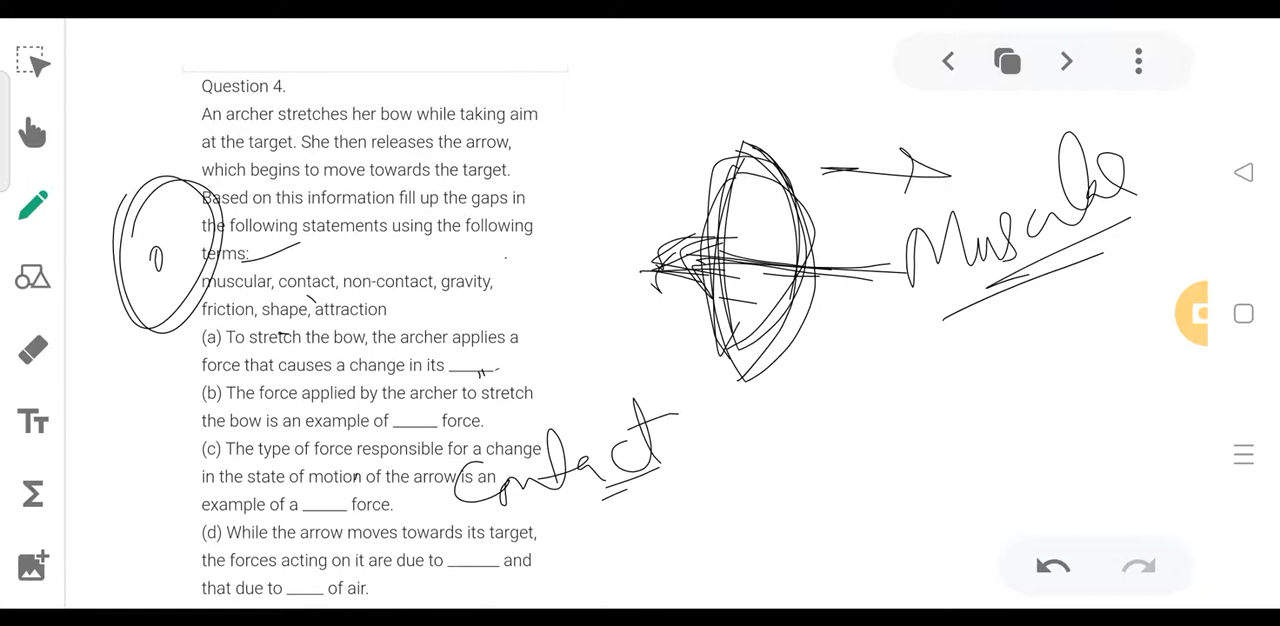 Question 4.
An archer stretches her bow while taking aim
at the target. She then releases the arrow,
which begins to move towards the target.
Based on this information fill up the gaps in
the following statements using the following
terms:
muscular, contact, non-contact, gravity,
friction, shape, attraction
(a) To stretch the bow, the archer applies a
force that causes a change in its _____.
(b) The force applied by the archer to stretch
the bow is an example of _____ force.
(c) The type of force responsible for a change
in the state of motion of the arrow is an
example of a _____ force.
(d) While the arrow moves towards its target,
the forces acting on it are due to ______ and
that due to ____ of air.
Contact
TT
Σ